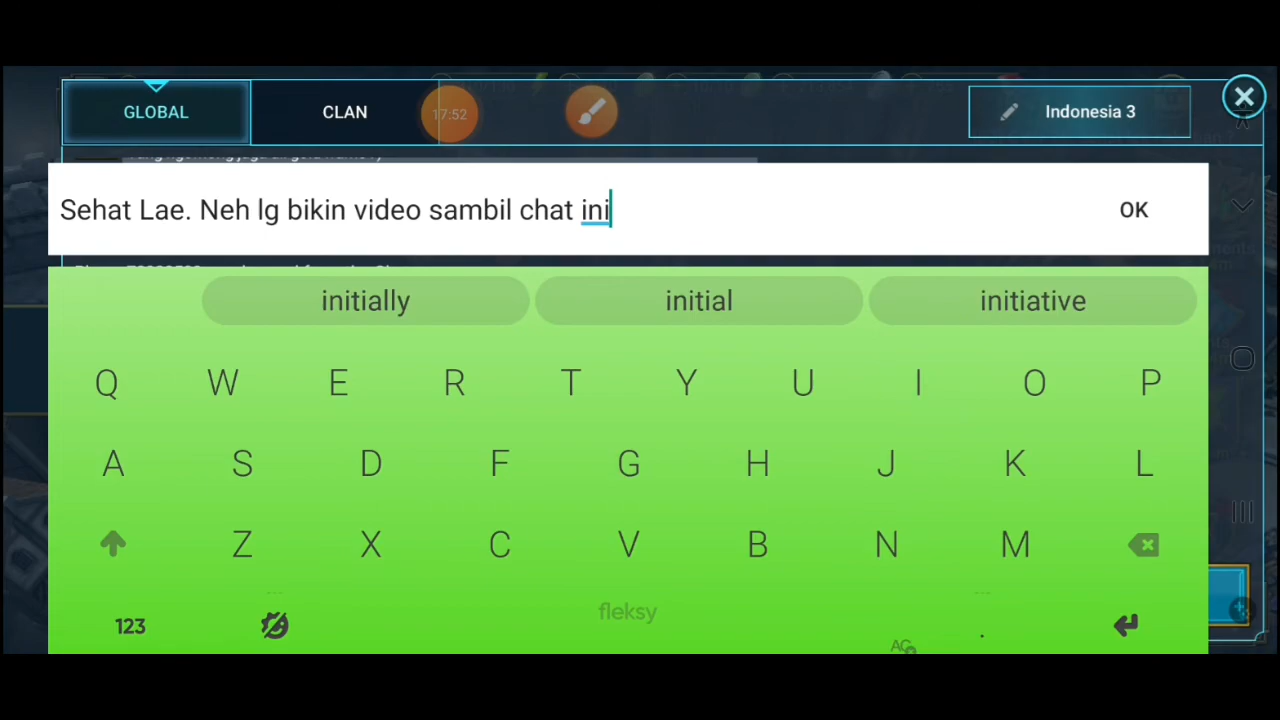 GLOBAL
CLAN
17:52
Indonesia 3
Sehat Lae. Neh lg bikin video sambil chat ini
OK
initially
initial
initiative
Q W E R T Y U I O P
A S D F G H J K L
Z X C V B N M
123
fleksy
.